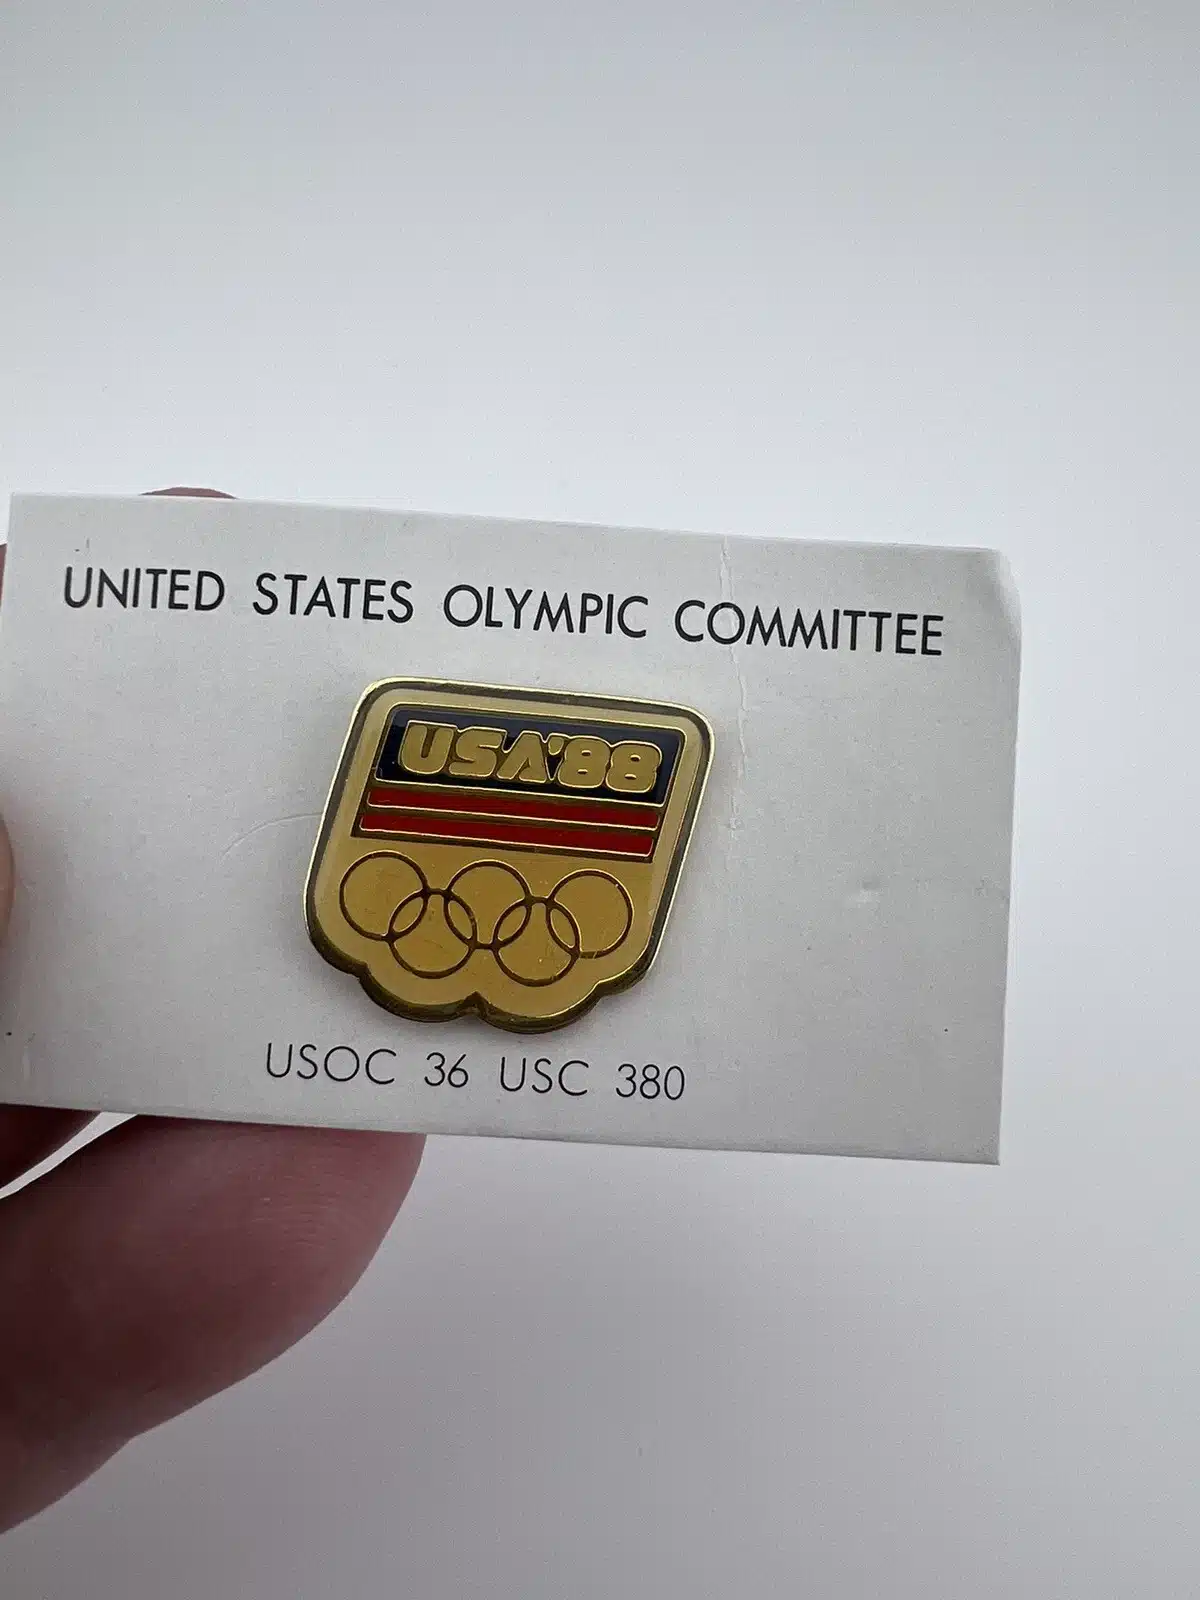 UNITED STATES OLYMPIC COMMITTEE
USA'88
USOC 36 USC 380